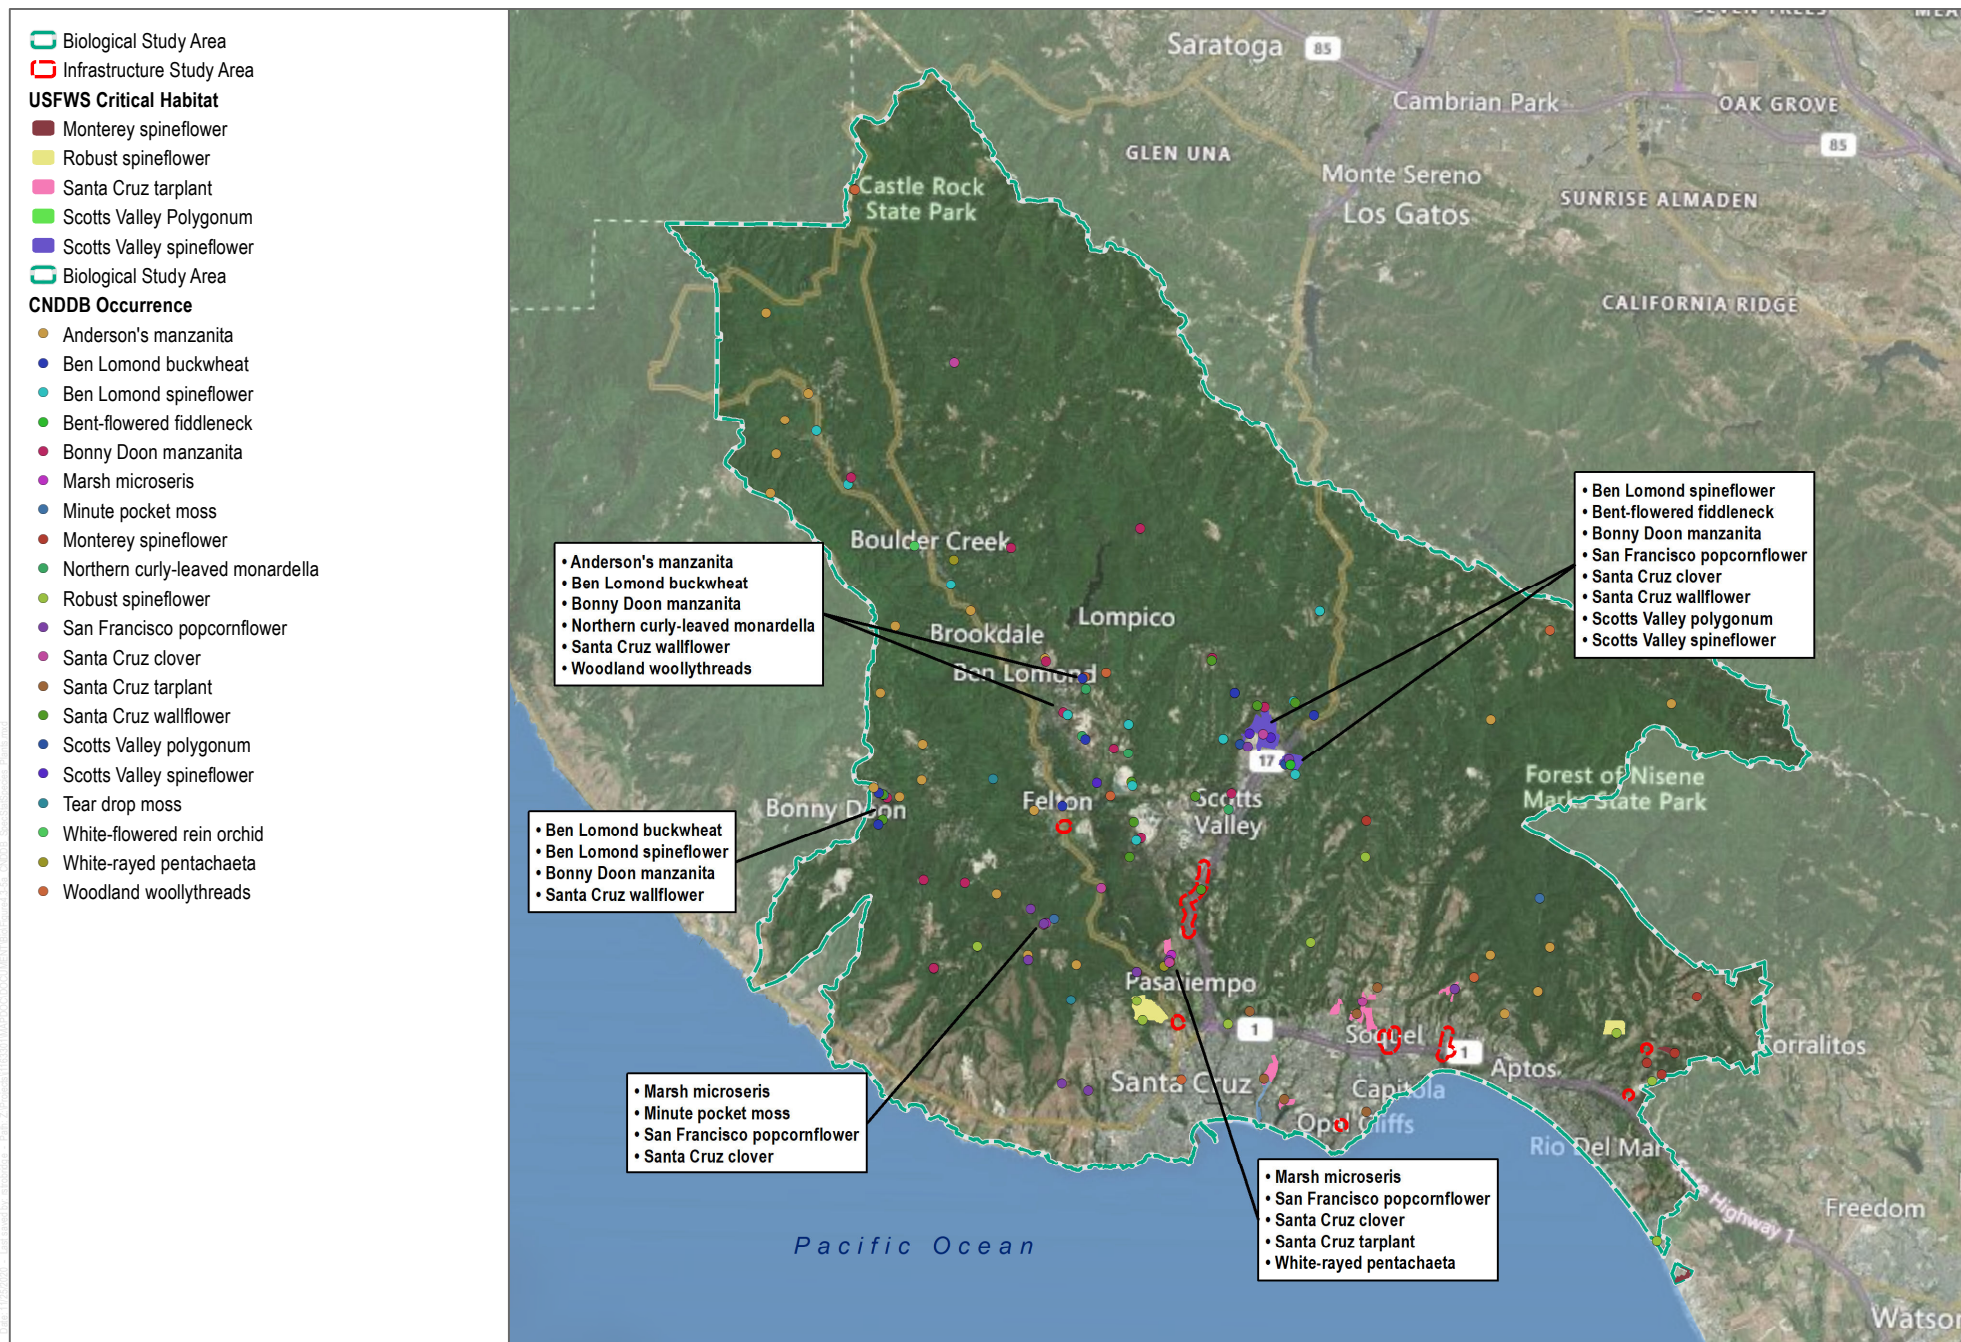 Biological Study Area
Infrastructure Study Area
USFWS Critical Habitat
Monterey spineflower
Robust spineflower
Santa Cruz tarplant
Scotts Valley Polygonum
Scotts Valley spineflower
Biological Study Area
CNDDB Occurrence
Anderson's manzanita
Ben Lomond buckwheat
Ben Lomond spineflower
Bent-flowered fiddleneck
Bonny Doon manzanita
Marsh microseris
Minute pocket moss
Monterey spineflower
Northern curly-leaved monardella
Robust spineflower
San Francisco popcornflower
Santa Cruz clover
Santa Cruz tarplant
Santa Cruz wallflower
Scotts Valley polygonum
Scotts Valley spineflower
Tear drop moss
White-flowered rein orchid
White-rayed pentachaeta
Woodland woollythreads
Saratoga
85
Cambrian Park
OAK GROVE
85
GLEN UNA
Monte Sereno
Los Gatos
SUNRISE ALMADEN
Castle Rock
State Park
CALIFORNIA RIDGE
• Ben Lomond spineflower
• Bent-flowered fiddleneck
• Bonny Doon manzanita
• San Francisco popcornflower
• Santa Cruz clover
• Santa Cruz wallflower
• Scotts Valley polygonum
• Scotts Valley spineflower
Boulder Creek
• Anderson's manzanita
• Ben Lomond buckwheat
• Bonny Doon manzanita
• Northern curly-leaved monardella
• Santa Cruz wallflower
• Woodland woollythreads
Lompico
Brookdale
Ben Lomond
17
Forest of Nisene
Marks State Park
Bonny Doon
Felton
Scotts
Valley
• Ben Lomond buckwheat
• Ben Lomond spineflower
• Bonny Doon manzanita
• Santa Cruz wallflower
Pasatiempo
1
Soquel
1
Corralitos
Aptos
Santa Cruz
Capitola
Opal Cliffs
• Marsh microseris
• Minute pocket moss
• San Francisco popcornflower
• Santa Cruz clover
Rio Del Mar
• Marsh microseris
• San Francisco popcornflower
• Santa Cruz clover
• Santa Cruz tarplant
• White-rayed pentachaeta
State Highway 1
Freedom
Pacific Ocean
Watson